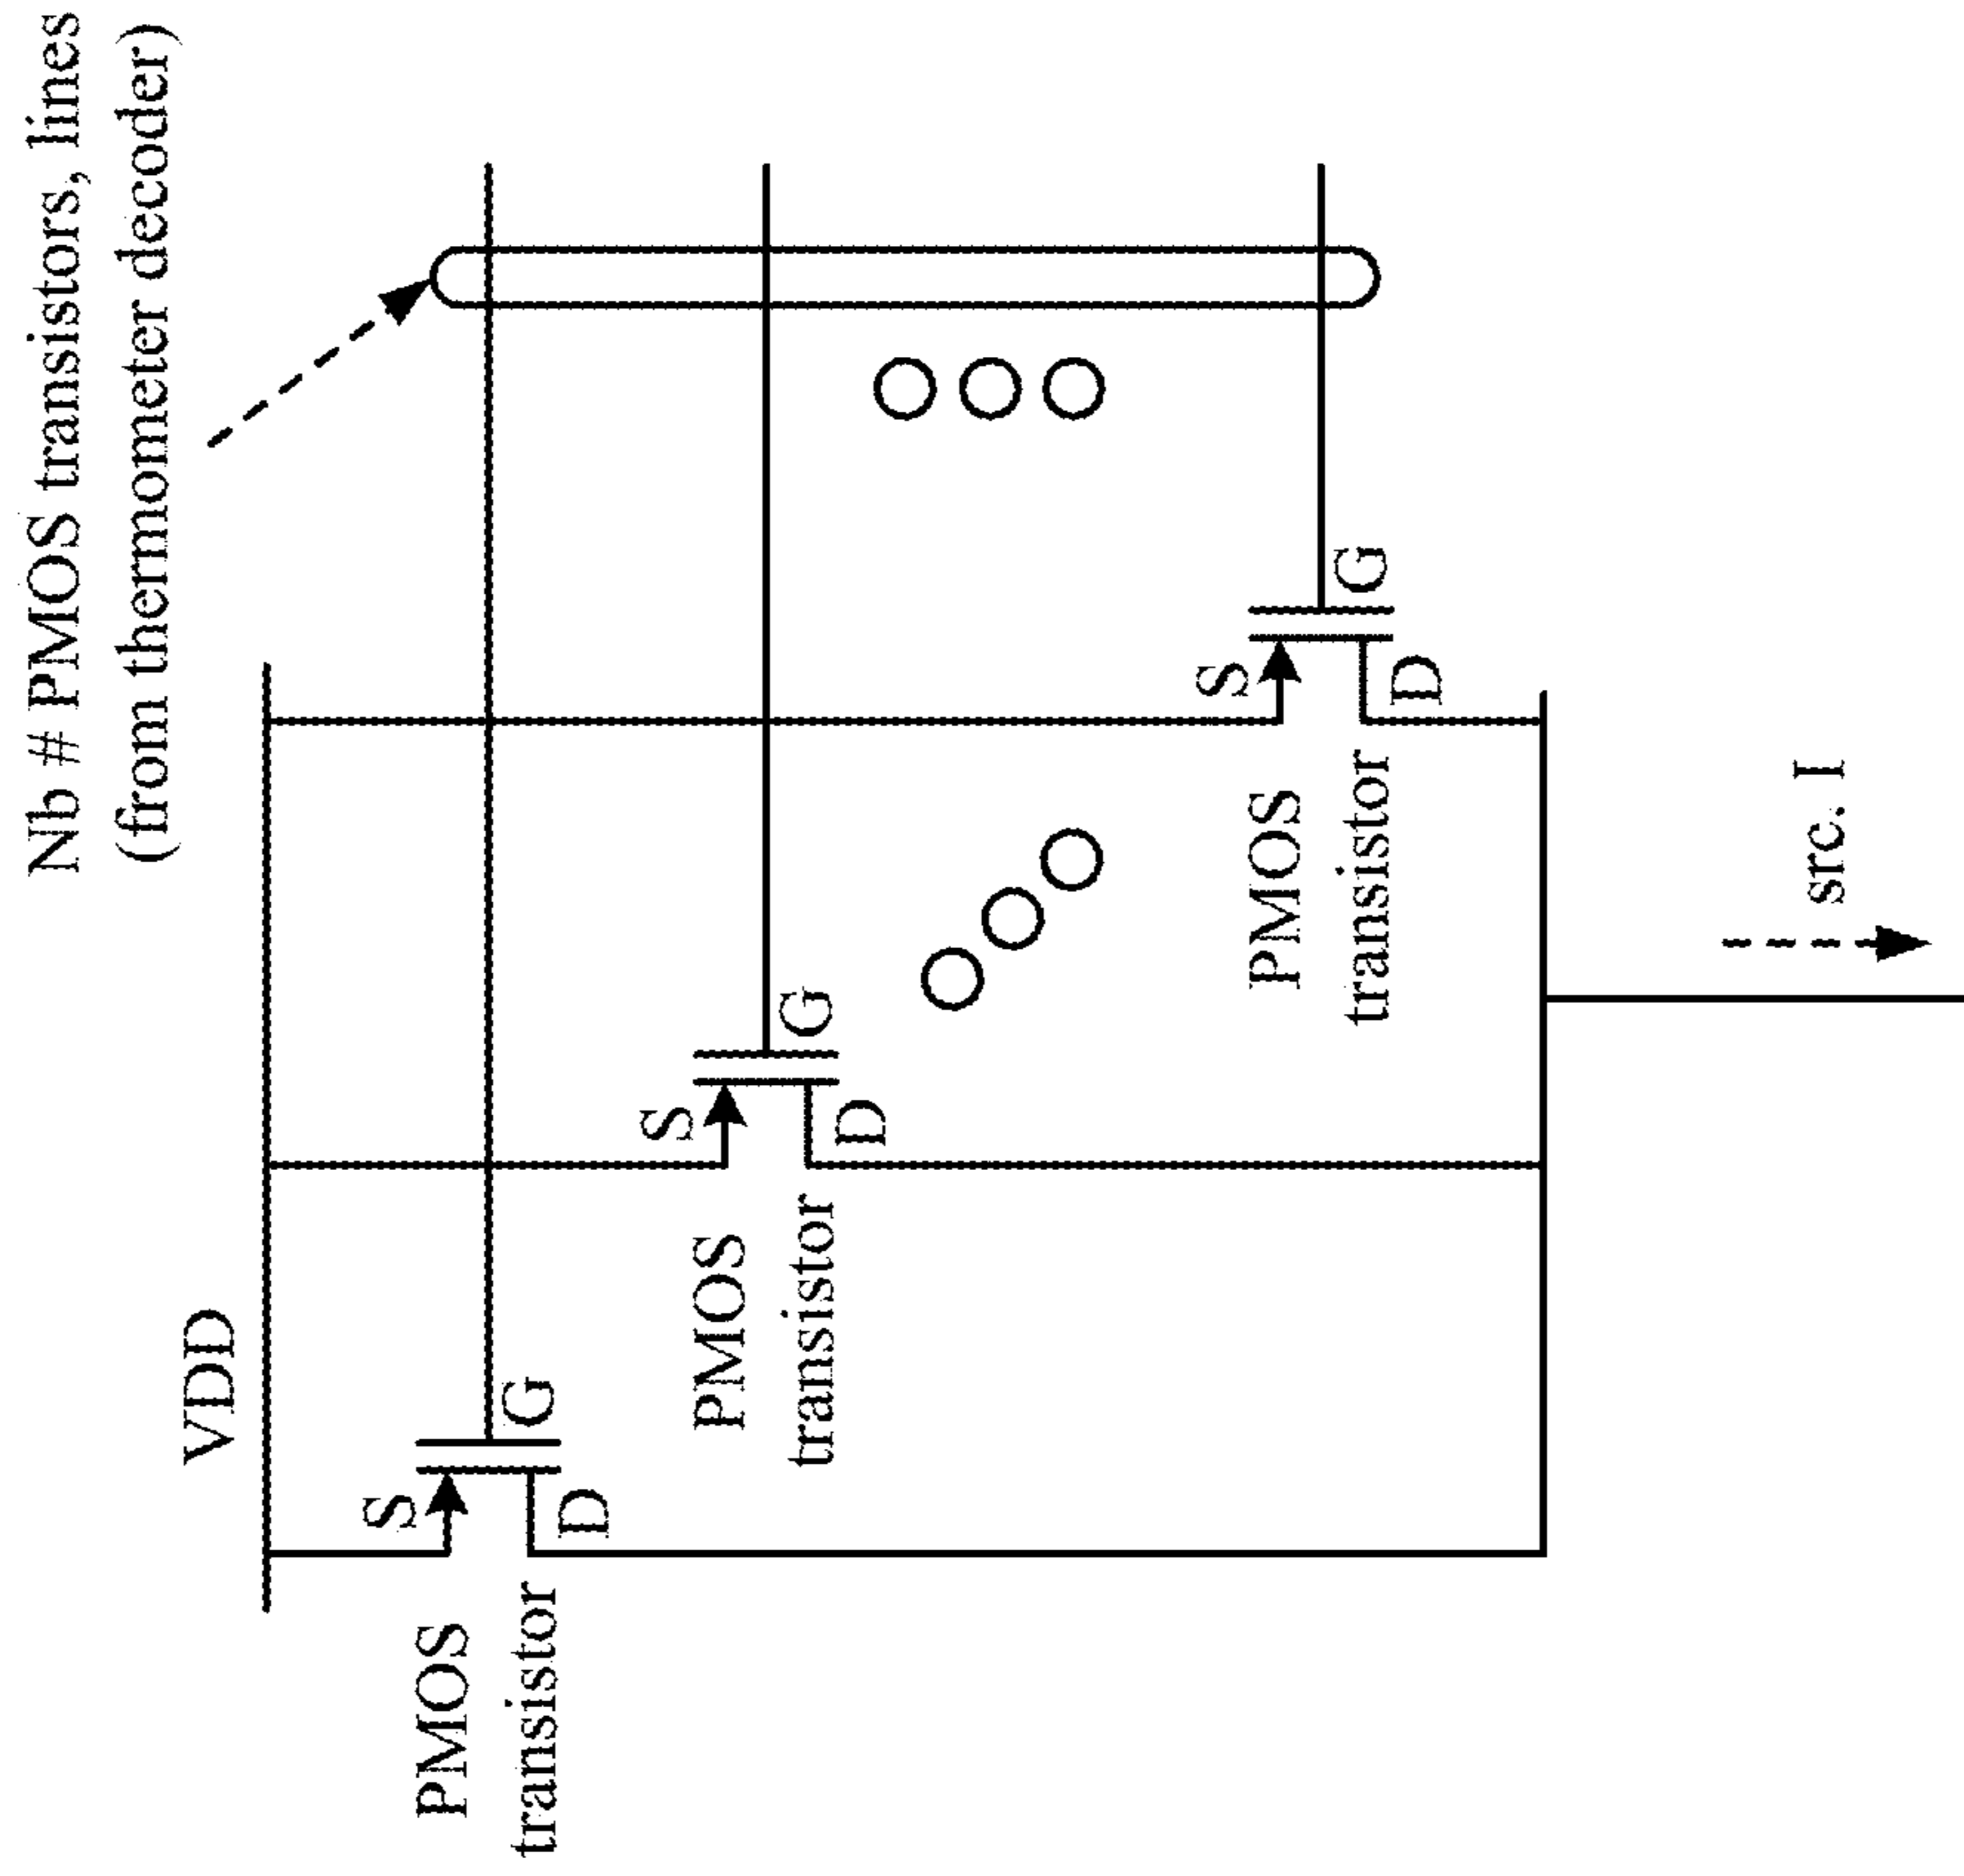 Nb # PMOS transistors, lines
(from thermometer decoder)
VDD
S
G
D
PMOS
transistor
S
G
D
PMOS
transistor
S
G
D
PMOS
transistor
src. I